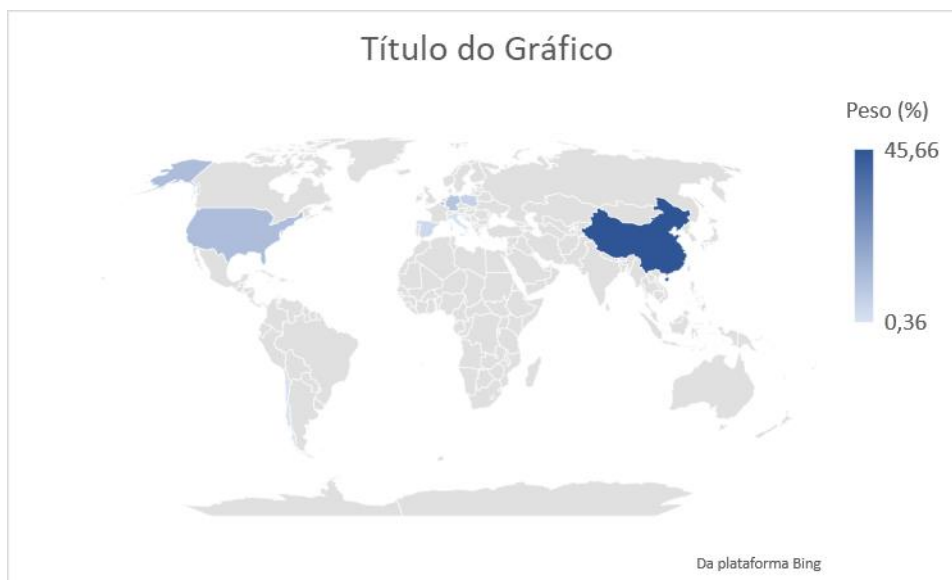 Título do Gráfico
Peso (%)
45,66
0,36
Da plataforma Bing